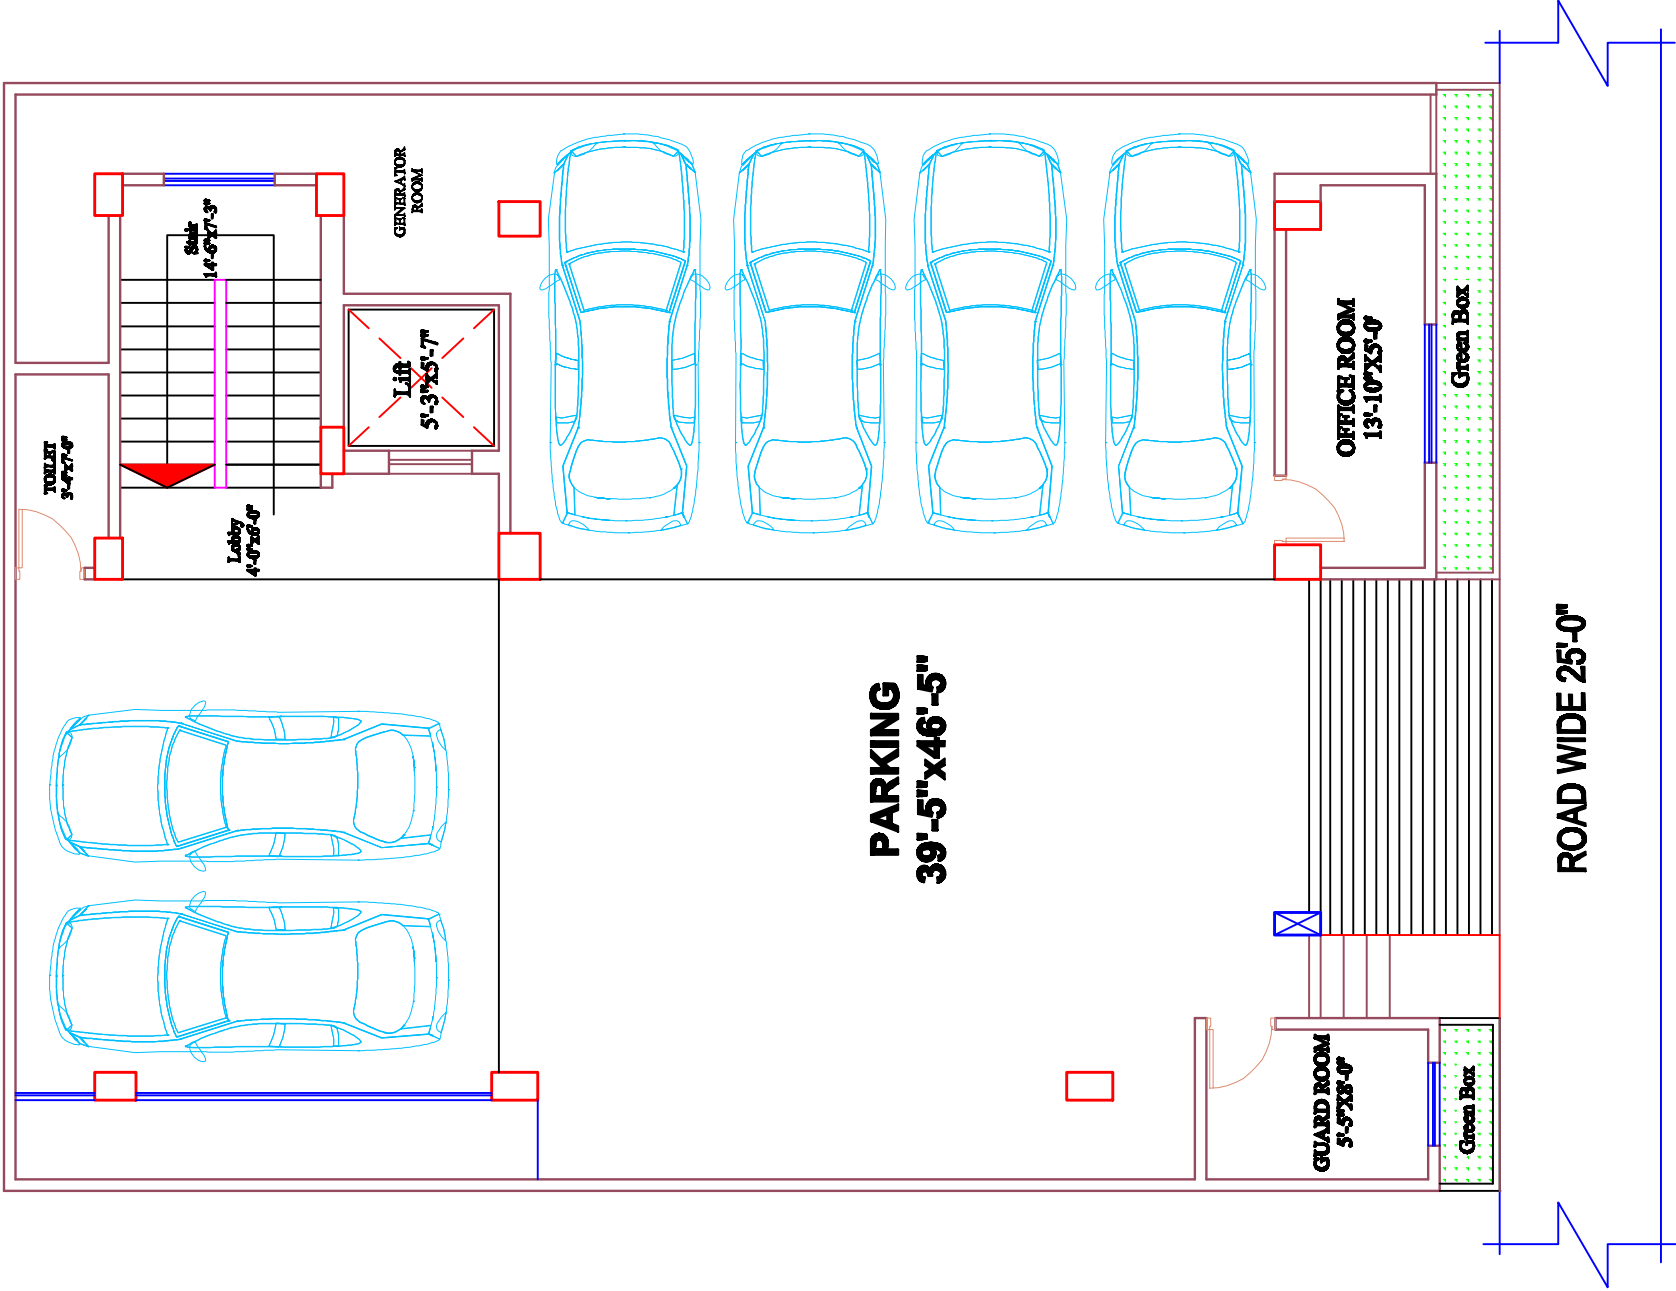 GENERATOR
ROOM
Stair
14'-6"x7'-3"
Lift
5'-3"x5'-7"
TOILET
3'-4"x7'-0"
Lobby
4'-0"x6'-0"
OFFICE ROOM
13'-10"X5'-0"
Green Box
PARKING
39'-5"x46'-5"
ROAD WIDE 25'-0"
GUARD ROOM
5'-5"X8'-0"
Green Box